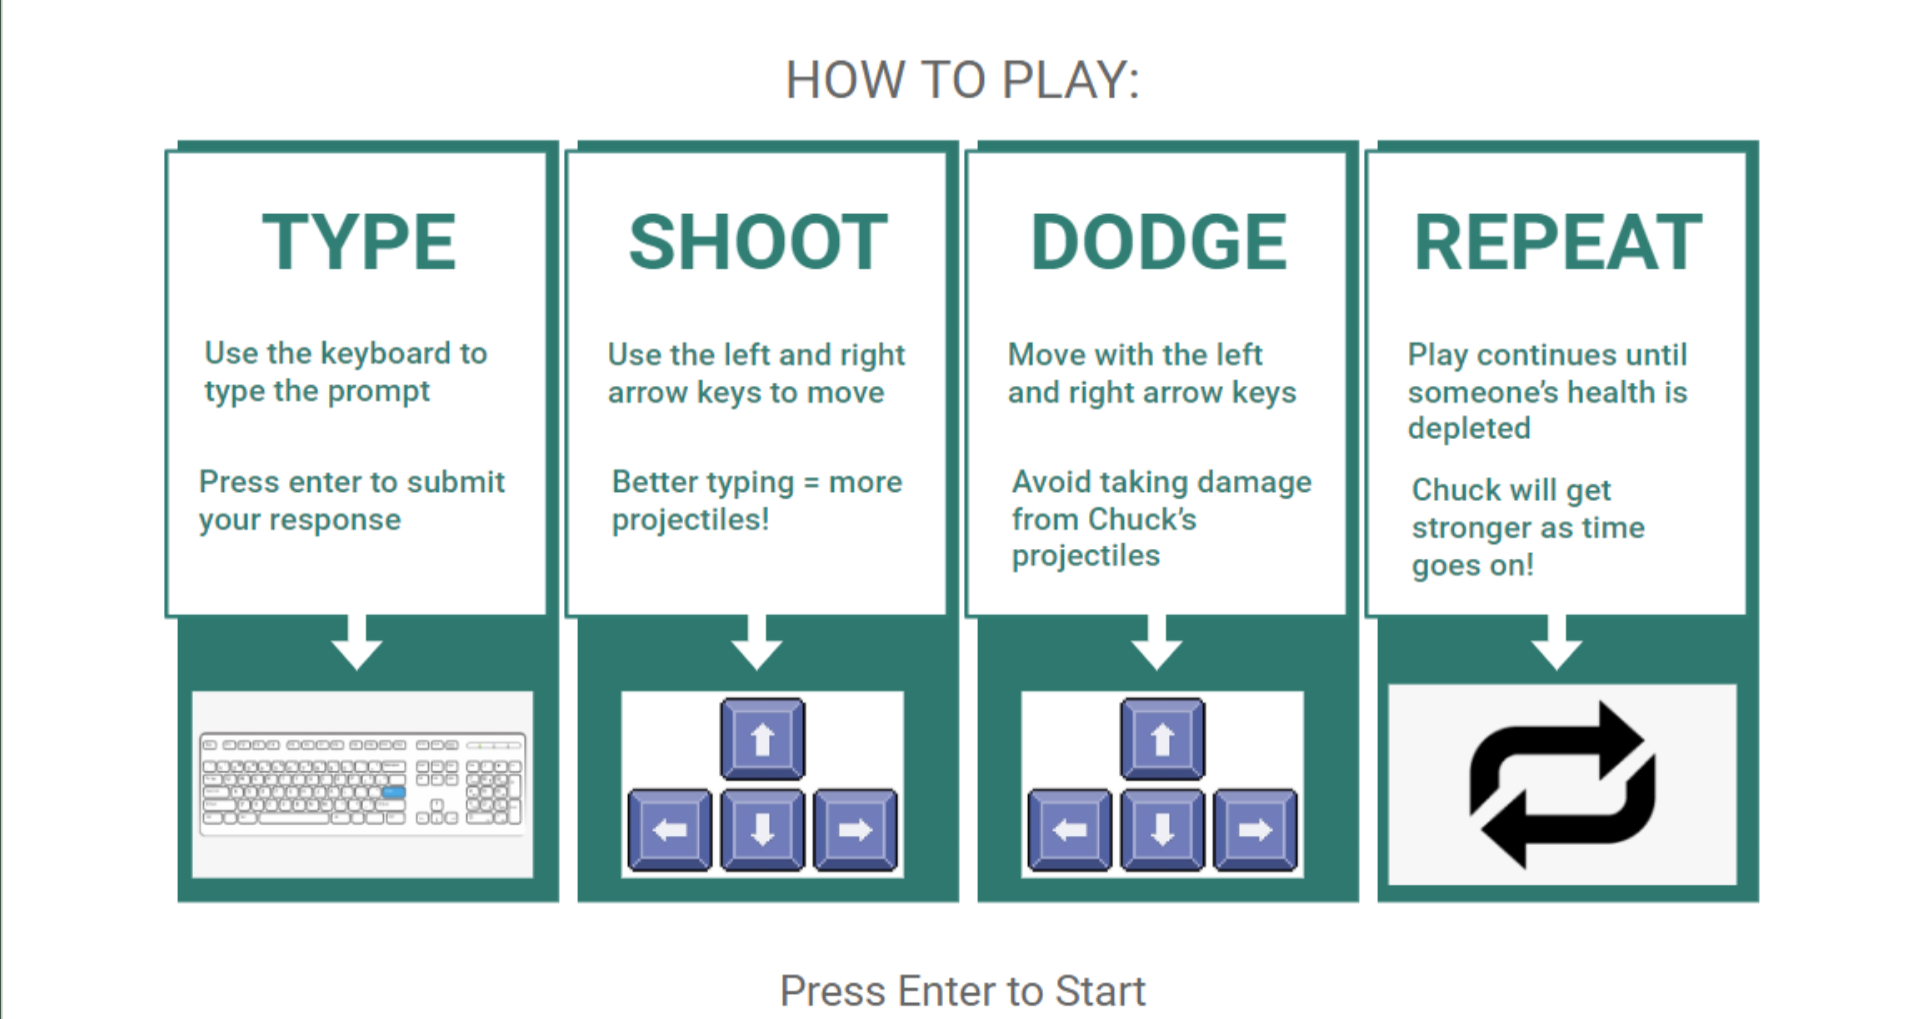 HOW TO PLAY:
TYPE
Use the keyboard to
type the prompt
Press enter to submit
your response
SHOOT
Use the left and right
arrow keys to move
Better typing = more
projectiles!
DODGE
Move with the left
and right arrow keys
Avoid taking damage
from Chuck’s
projectiles
REPEAT
Play continues until
someone’s health is
depleted
Chuck will get
stronger as time
goes on!
Press Enter to Start